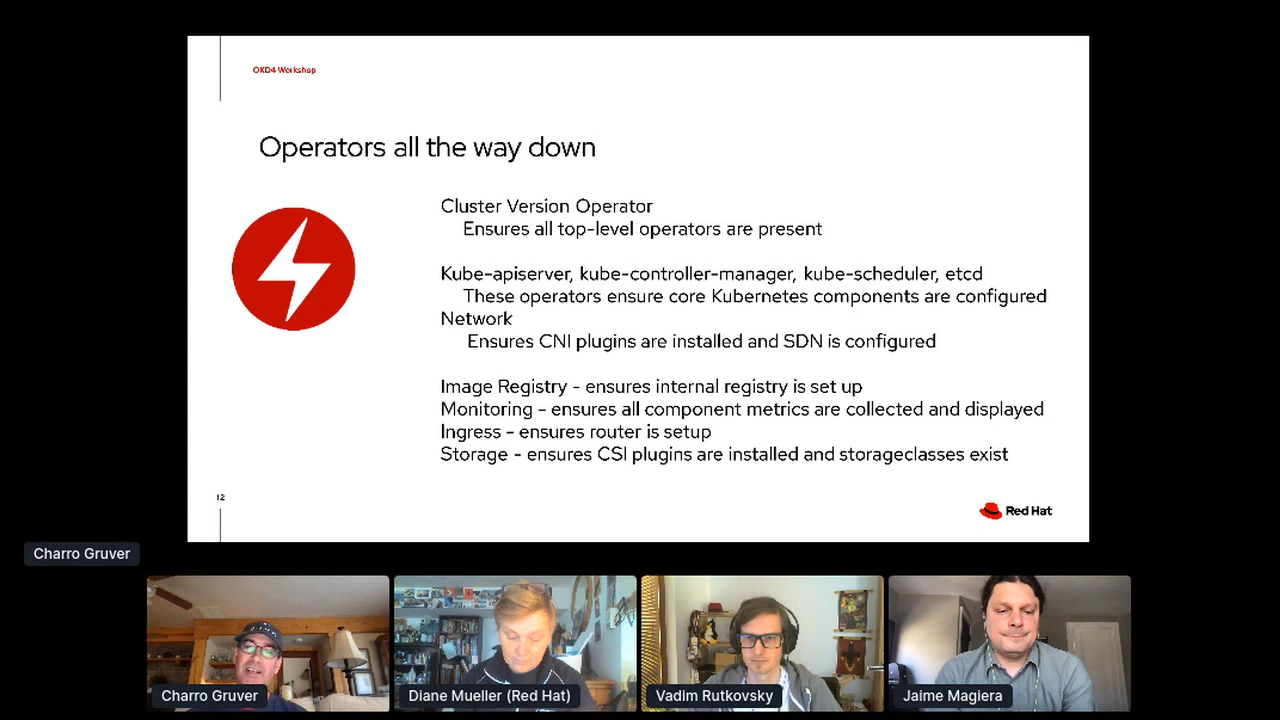 OKD4 Workshop
Operators all the way down
Cluster Version Operator
Ensures all top-level operators are present
Kube-apiserver, kube-controller-manager, kube-scheduler, etcd
These operators ensure core Kubernetes components are configured
Network
Ensures CNI plugins are installed and SDN is configured
Image Registry - ensures internal registry is set up
Monitoring - ensures all component metrics are collected and displayed
Ingress - ensures router is setup
Storage - ensures CSI plugins are installed and storageclasses exist
12
Red Hat
Charro Gruver
Charro Gruver
Diane Mueller (Red Hat)
Vadim Rutkovsky
Jaime Magiera